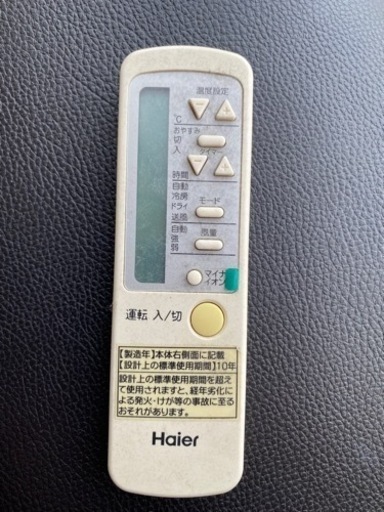 温度設定
℃
おやすみ
切
入
タイマー
時間
自動
冷房
ドライ
送風
モード
自動
強
弱
風量
マイナ
イオン
運転 入/切
【製造年】本体右側面に記載
【設計上の標準使用期間】10年
設計上の標準使用期間を超え
て使用されますと、経年劣化に
よる発火・けが等の事故に至る
おそれがあります。
Haier